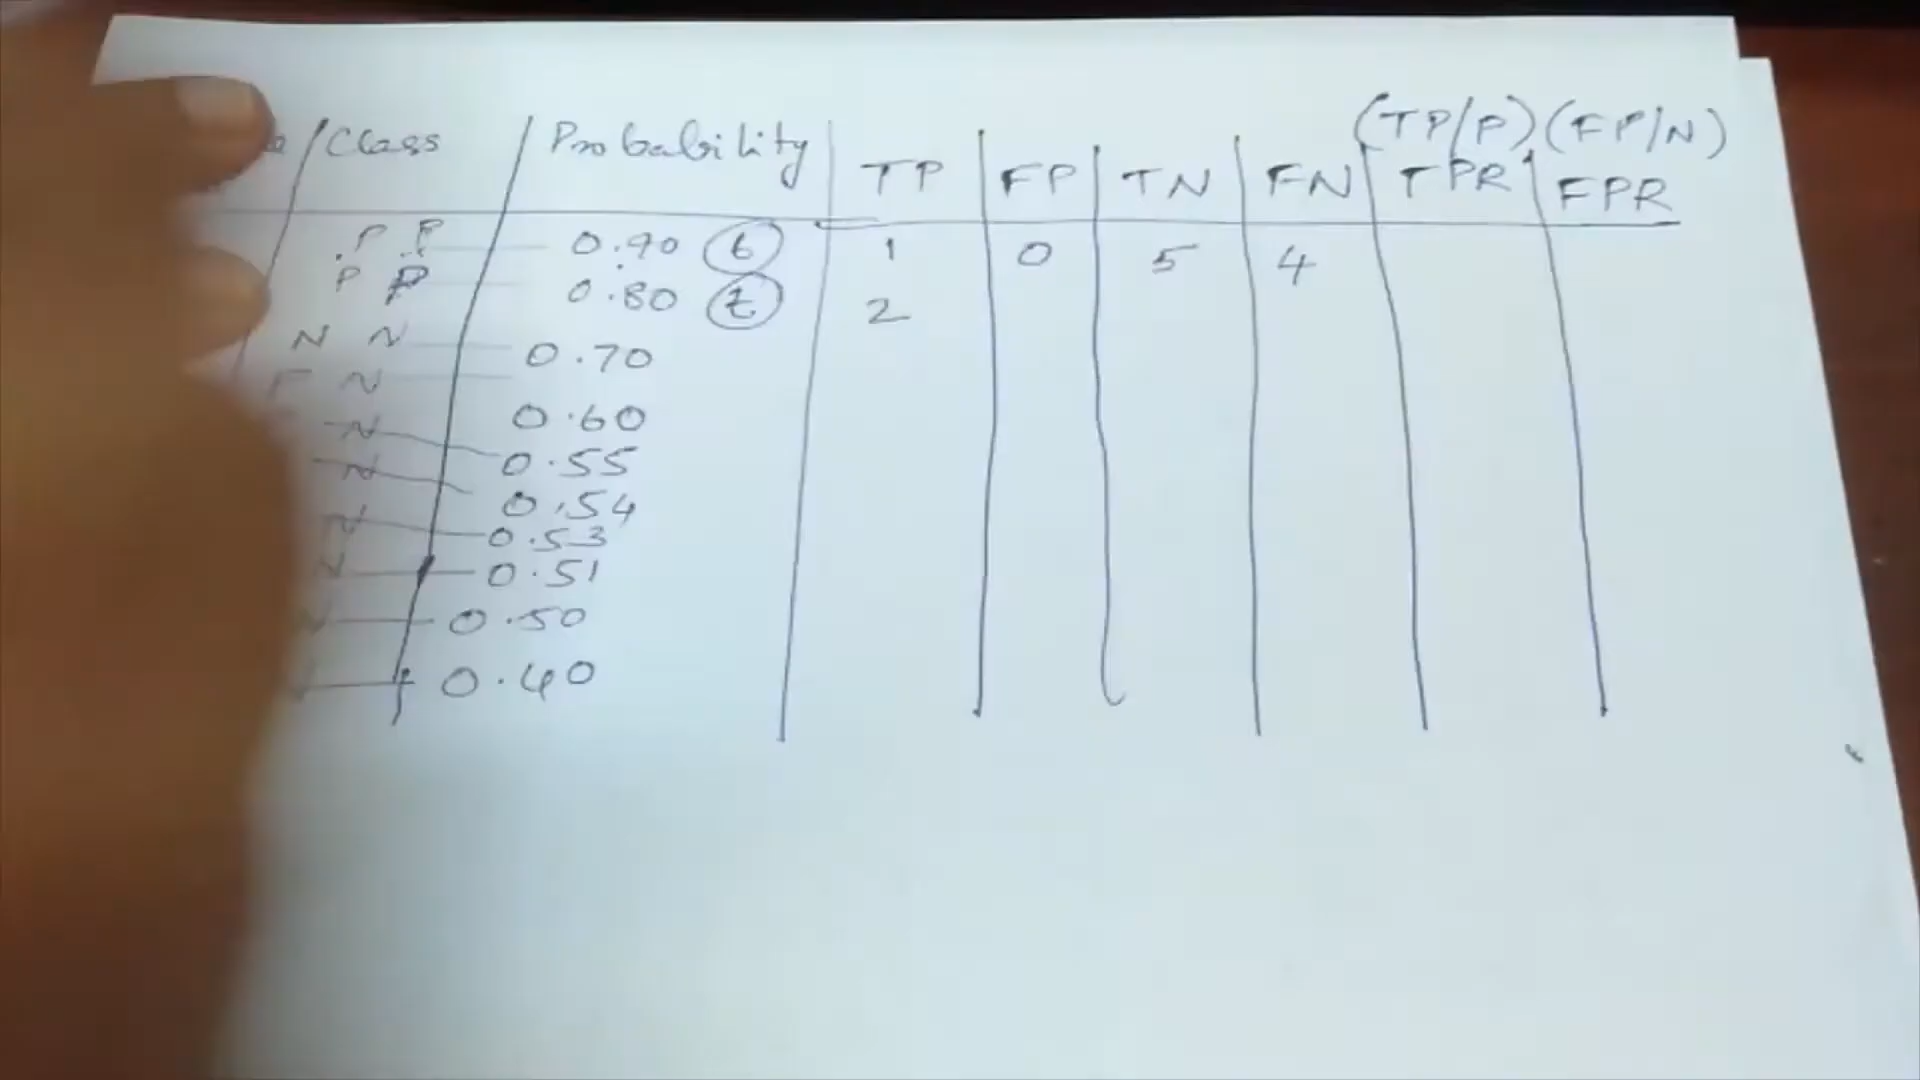 (TP/P) (FP/N)
Class Probability TP FP TN FN TPR FPR
P P 0.90 t 1 0 5 4
P P 0.80 t 2
N N 0.70
N 0.60
N 0.55
N 0.54
N 0.53
0.51
0.50
0.40